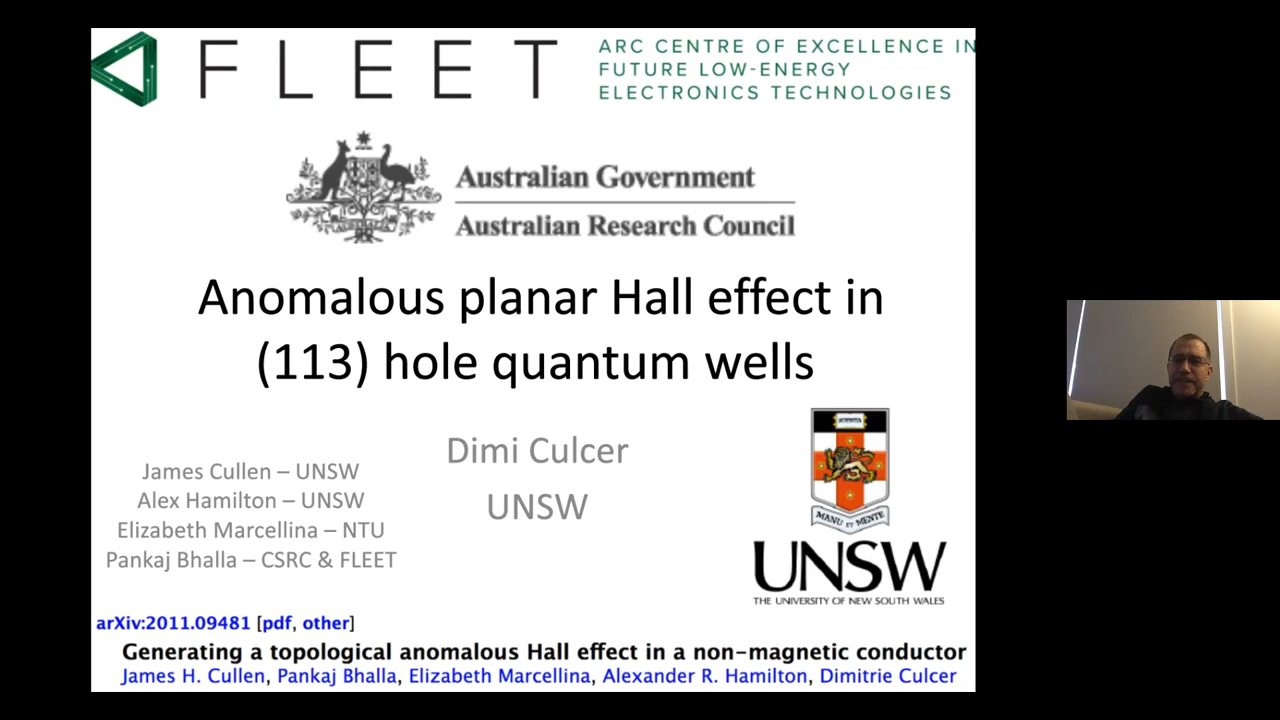 FLEET
ARC CENTRE OF EXCELLENCE IN
FUTURE LOW-ENERGY
ELECTRONICS TECHNOLOGIES
Australian Government
Australian Research Council
Anomalous planar Hall effect in
(113) hole quantum wells
Dimi Culcer
UNSW
James Cullen – UNSW
Alex Hamilton – UNSW
Elizabeth Marcellina – NTU
Pankaj Bhalla – CSRC & FLEET
SCIENTIA
MANU ET MENTE
UNSW
THE UNIVERSITY OF NEW SOUTH WALES
arXiv:2011.09481 [pdf, other]
Generating a topological anomalous Hall effect in a non-magnetic conductor
James H. Cullen, Pankaj Bhalla, Elizabeth Marcellina, Alexander R. Hamilton, Dimitrie Culcer